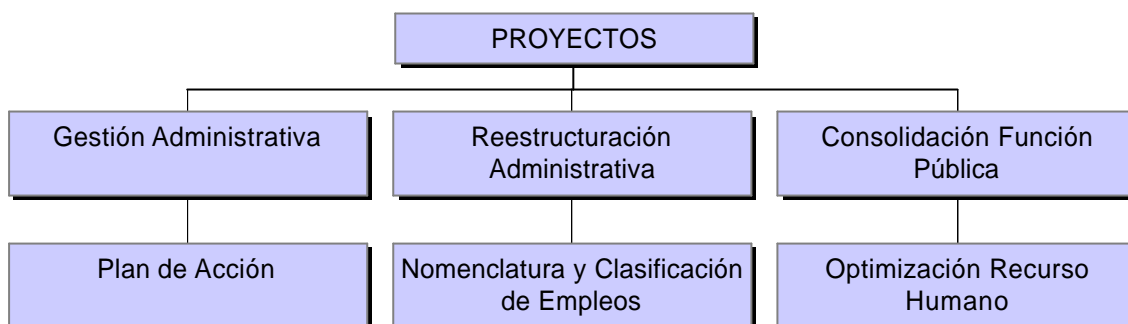 PROYECTOS
Gestión Administrativa
Reestructuración
Administrativa
Consolidación Función
Pública
Plan de Acción
Nomenclatura y Clasificación
de Empleos
Optimización Recurso
Humano